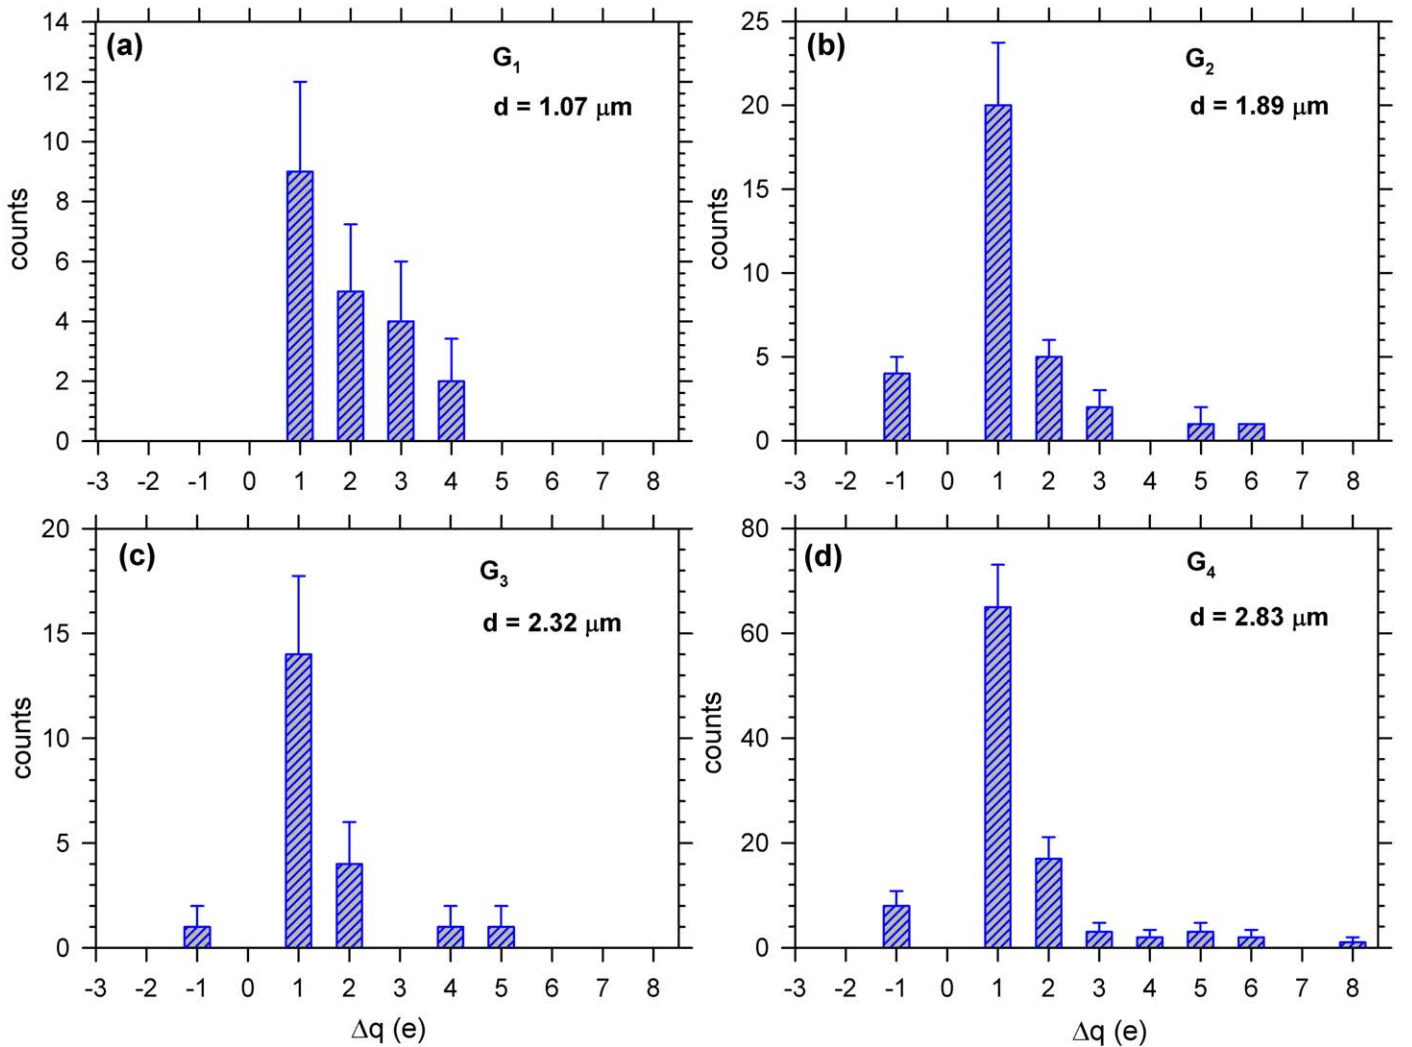 (a)
G1
d = 1.07 μm
counts
14
12
10
8
6
4
2
0
-3 -2 -1 0 1 2 3 4 5 6 7 8
(b)
G2
d = 1.89 μm
counts
25
20
15
10
5
0
-3 -2 -1 0 1 2 3 4 5 6 7 8
(c)
G3
d = 2.32 μm
counts
20
15
10
5
0
-3 -2 -1 0 1 2 3 4 5 6 7 8
Δq (e)
(d)
G4
d = 2.83 μm
counts
80
60
40
20
0
-3 -2 -1 0 1 2 3 4 5 6 7 8
Δq (e)